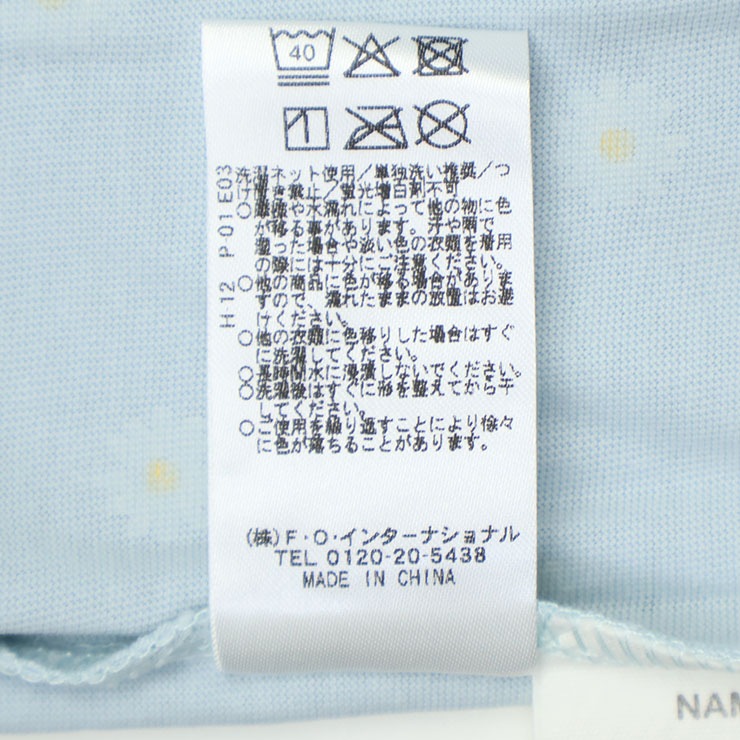 40
洗濯ネット使用/単独洗い推奨/つ
け置き禁止/蛍光増白剤不可
○摩擦や水濡れによって他の物に色
が移る事があります。汗や雨で
湿った場合や淡い色の衣類を着用
の際には十分にご注意ください。
○他の商品に色が移る場合がありま
すので、濡れたままの放置はお避
けください。
○他の衣類に色移りした場合はすぐ
に洗濯してください。
○長時間水に浸漬しないでください。
○洗濯後はすぐに形を整えてから干
してください。
○ご使用を繰り返すことにより徐々
に色が落ちることがあります。
H-12 P-01E03
(株)F・O・インターナショナル
TEL 0120-20-5438
MADE IN CHINA